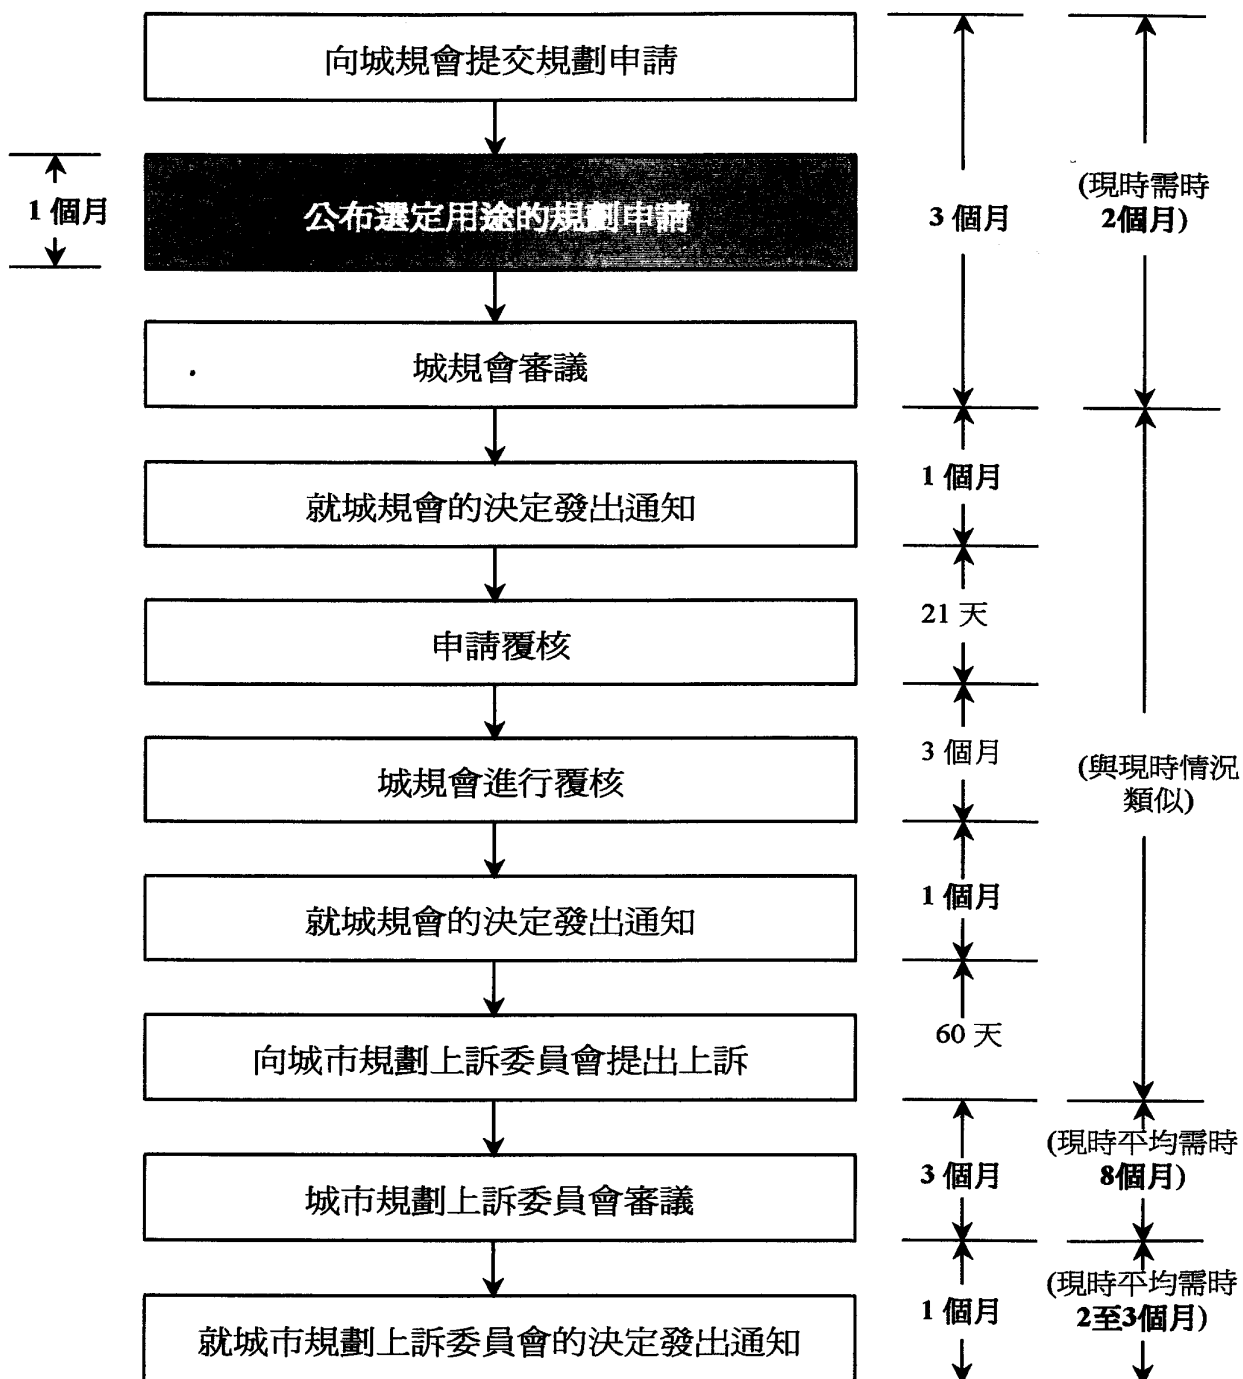 向城規會提交規劃申請
公布選定用途的規劃申請
1 個月
3 個月
(現時需時
2個月)
城規會審議
就城規會的決定發出通知
1 個月
申請覆核
21 天
城規會進行覆核
3 個月
(與現時情況
類似)
就城規會的決定發出通知
1 個月
向城市規劃上訴委員會提出上訴
60 天
城市規劃上訴委員會審議
3 個月
(現時平均需時
8個月)
就城市規劃上訴委員會的決定發出通知
1 個月
(現時平均需時
2至3個月)